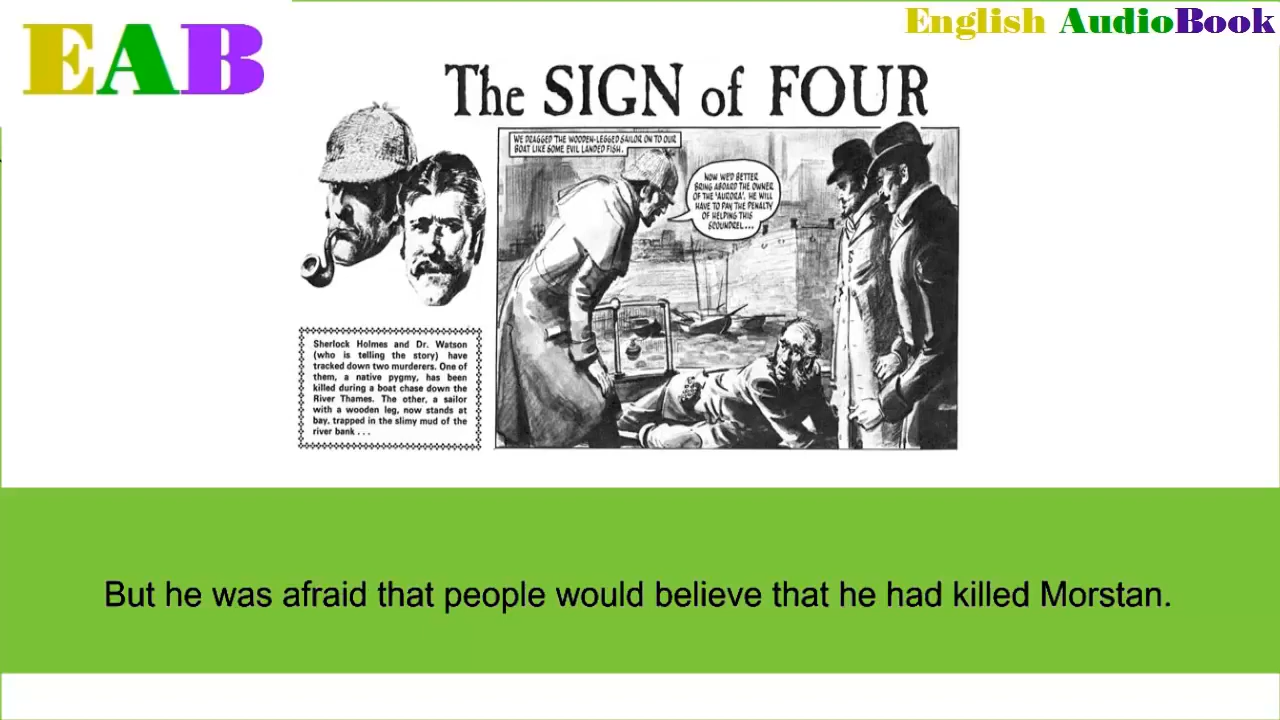 EAB
English AudioBook
The SIGN of FOUR
WE DRAGGED THE WOODEN-LEGGED SAILOR ON TO OUR
BOAT LIKE SOME EVIL LANDED FISH.
NOW WE'D BETTER
BRING ABOARD THE OWNER
OF THE 'AURORA'. HE WILL
HAVE TO PAY THE PENALTY
OF HELPING THIS
SCOUNDREL...
Sherlock Holmes and Dr. Watson
(who is telling the story) have
tracked down two murderers. One of
them, a native pygmy, has been
killed during a boat chase down the
River Thames. The other, a sailor
with a wooden leg, now stands at
bay, trapped in the slimy mud of the
river bank . . .
But he was afraid that people would believe that he had killed Morstan.